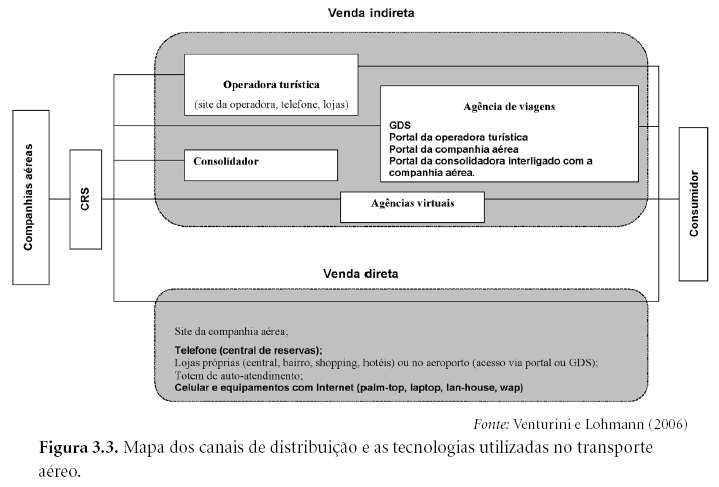 Venda indireta
Operadora turística
(site da operadora, telefone, lojas)
Agência de viagens
GDS
Portal da operadora turística
Portal da companhia aérea
Portal da consolidadora interligado com a
companhia aérea.
Consolidador
Agências virtuais
Companhias aéreas
CRS
Consumidor
Venda direta
Site da companhia aérea;
Telefone (central de reservas);
Lojas próprias (central, bairro, shopping, hotéis) ou no aeroporto (acesso via portal ou GDS);
Totem de auto-atendimento;
Celular e equipamentos com Internet (palm-top, laptop, lan-house, wap)
Fonte: Venturini e Lohmann (2006)
Figura 3.3. Mapa dos canais de distribuição e as tecnologias utilizadas no transporte
aéreo.